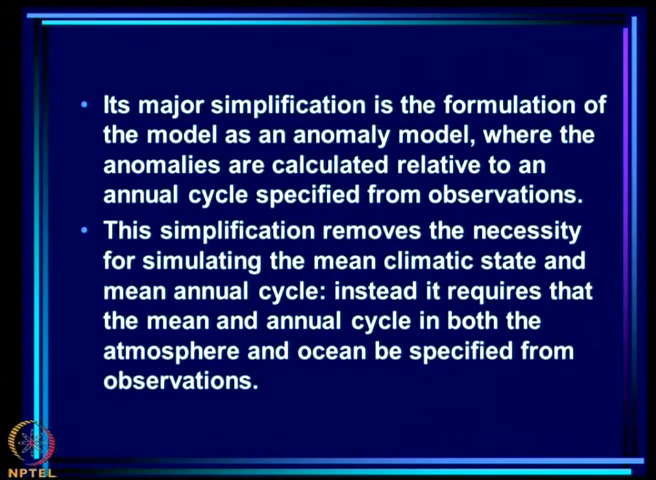 • Its major simplification is the formulation of
the model as an anomaly model, where the
anomalies are calculated relative to an
annual cycle specified from observations.
• This simplification removes the necessity
for simulating the mean climatic state and
mean annual cycle: instead it requires that
the mean and annual cycle in both the
atmosphere and ocean be specified from
observations.
NPTEL